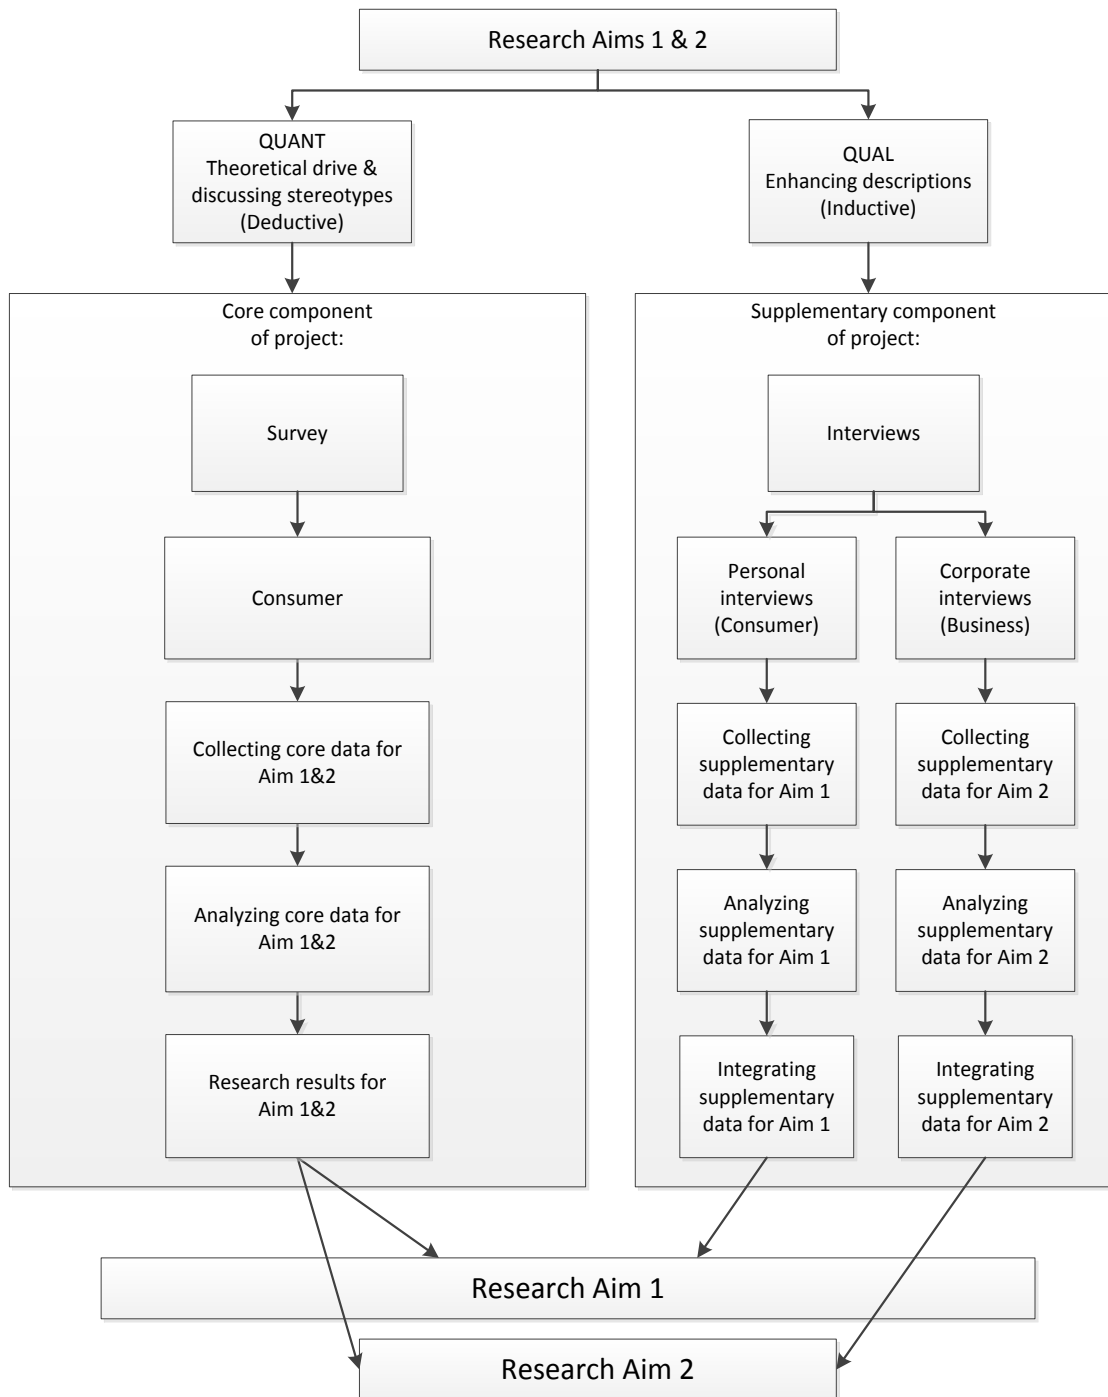 Research Aims 1 & 2
QUANT
Theoretical drive &
discussing stereotypes
(Deductive)
QUAL
Enhancing descriptions
(Inductive)
Core component
of project:
Survey
Consumer
Collecting core data for
Aim 1&2
Analyzing core data for
Aim 1&2
Research results for
Aim 1&2
Supplementary component
of project:
Interviews
Personal
interviews
(Consumer)
Collecting
supplementary
data for Aim 1
Analyzing
supplementary
data for Aim 1
Integrating
supplementary
data for Aim 1
Corporate
interviews
(Business)
Collecting
supplementary
data for Aim 2
Analyzing
supplementary
data for Aim 2
Integrating
supplementary
data for Aim 2
Research Aim 1
Research Aim 2